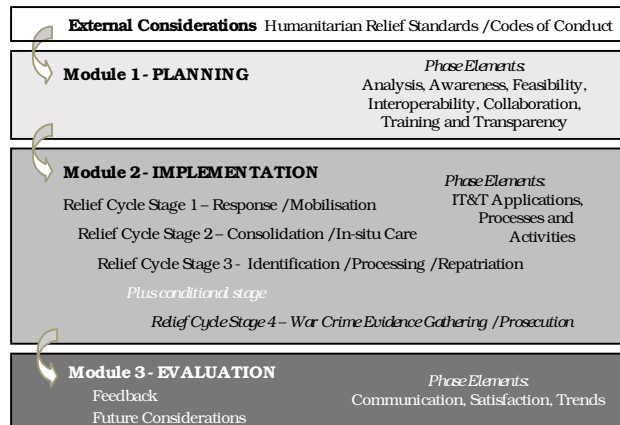 External Considerations Humanitarian Relief Standards / Codes of Conduct
Module 1 - PLANNING
Phase Elements:
Analysis, Awareness, Feasibility,
Interoperability, Collaboration,
Training and Transparency
Module 2 - IMPLEMENTATION
Phase Elements:
IT&T Applications,
Processes and
Activities
Relief Cycle Stage 1 – Response / Mobilisation
Relief Cycle Stage 2 – Consolidation / In-situ Care
Relief Cycle Stage 3 - Identification / Processing / Repatriation
Plus conditional stage
Relief Cycle Stage 4 – War Crime Evidence Gathering / Prosecution
Module 3 - EVALUATION
Feedback
Future Considerations
Phase Elements:
Communication, Satisfaction, Trends